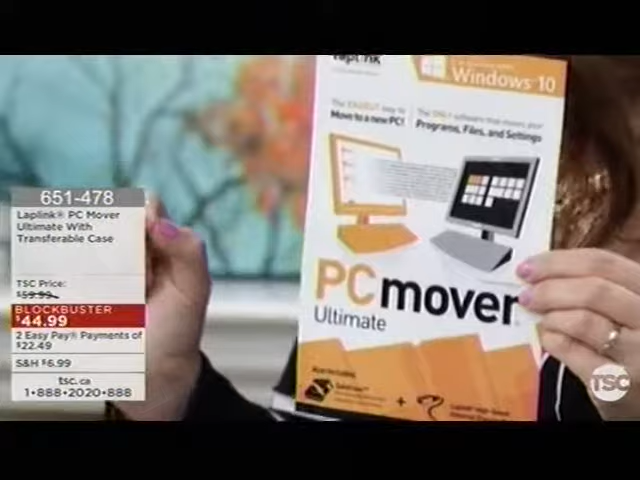 651-478
Laplink® PC Mover
Ultimate With
Transferable Case
TSC Price:
$59.99
BLOCKBUSTER
$44.99
2 Easy Pay® Payments of
$22.49
S&H $6.99
tsc.ca
1•888•2020•888
laplink
Windows 10
The EASIEST way to
Move to a new PC!
The ONLY software that moves your
Programs, Files, and Settings
PCmover
Ultimate
+
TSC